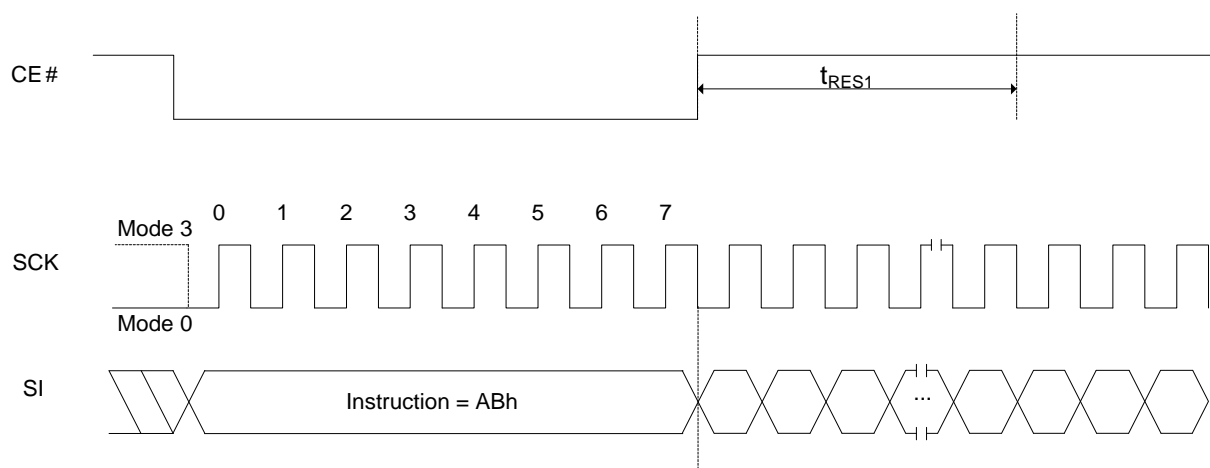 CE #
tRES1
0 1 2 3 4 5 6 7
Mode 3
SCK
Mode 0
SI
Instruction = ABh
...